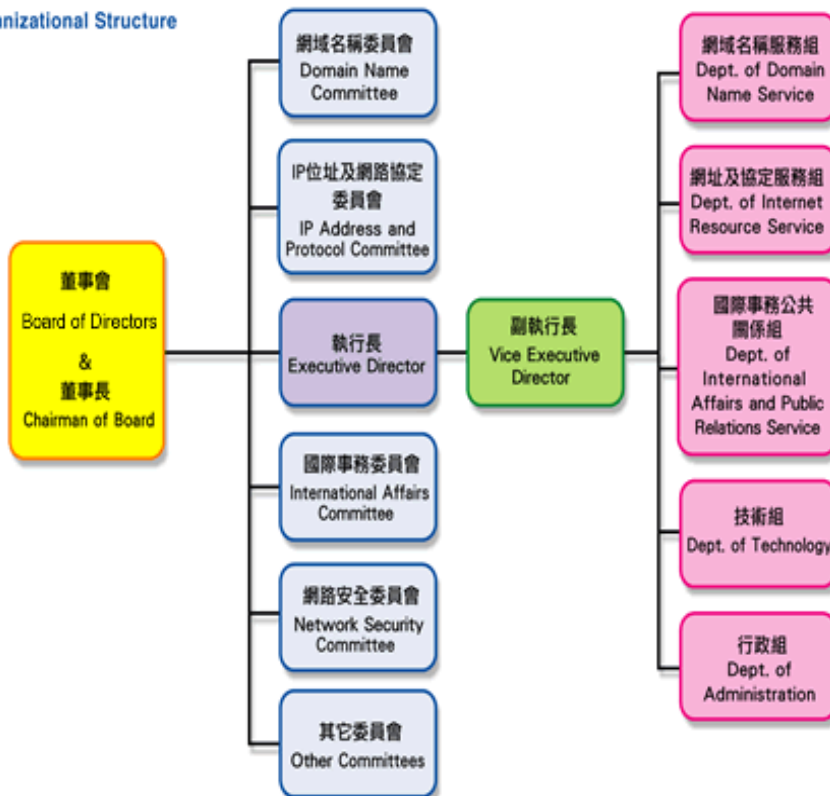 anizational Structure
網域名稱委員會
Domain Name
Committee
IP位址及網路協定
委員會
IP Address and
Protocol Committee
董事會
Board of Directors
&
董事長
Chairman of Board
執行長
Executive Director
國際事務委員會
International Affairs
Committee
網路安全委員會
Network Security
Committee
其它委員會
Other Committees
副執行長
Vice Executive
Director
網域名稱服務組
Dept. of Domain
Name Service
網址及協定服務組
Dept. of Internet
Resource Service
國際事務公共
關係組
Dept. of
International
Affairs and Public
Relations Service
技術組
Dept. of Technology
行政組
Dept. of
Administration